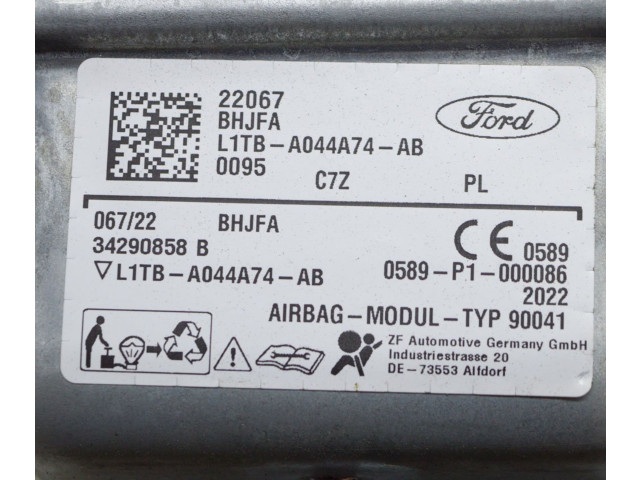 22067
BHJFA
L1TB-A044A74-AB
0095 C7Z PL
Ford
067/22 BHJFA
34290858 B
▽L1TB-A044A74-AB
CE 0589
0589-P1-000086
2022
AIRBAG-MODUL-TYP 90041
ZF Automotive Germany GmbH
Industriestrasse 20
DE-73553 Alfdorf